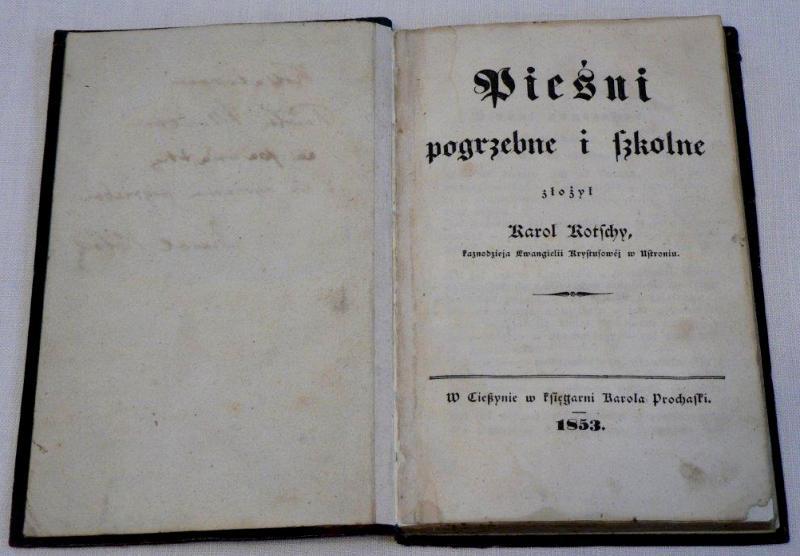 Pieśni
pogrzebne i szkolne
złożył
Karol Kotschy,
kaznodzieja Ewangielii Krystusowéj w Ustroniu.
W Cieszynie w księgarni Karola Prochaski.
1853.